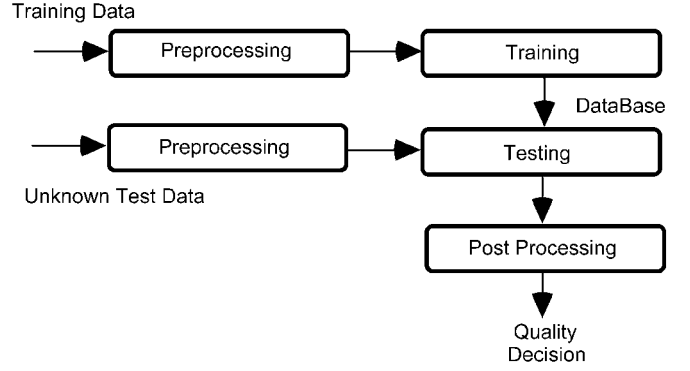 Training Data
Preprocessing
Training
DataBase
Preprocessing
Testing
Unknown Test Data
Post Processing
Quality
Decision